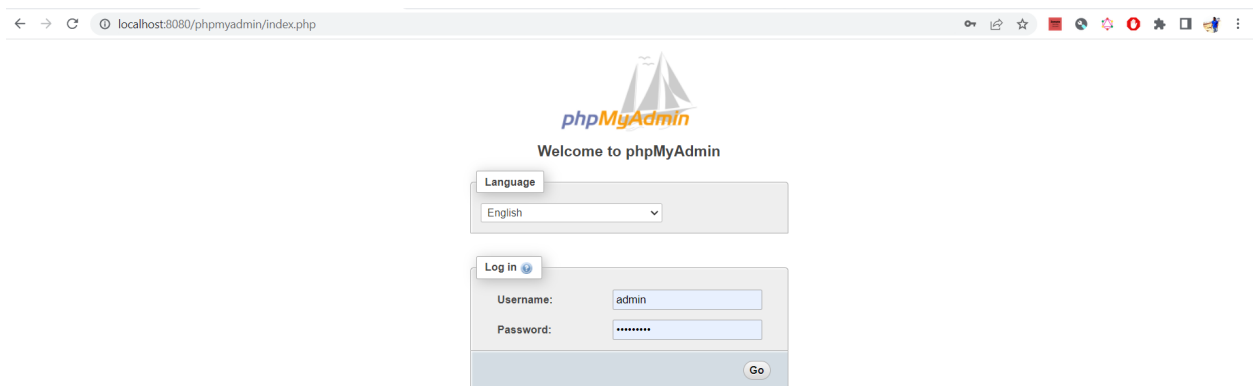 localhost:8080/phpmyadmin/index.php
phpMyAdmin
Welcome to phpMyAdmin
Language
English
Log in
Username: admin
Password: •••••••••
Go